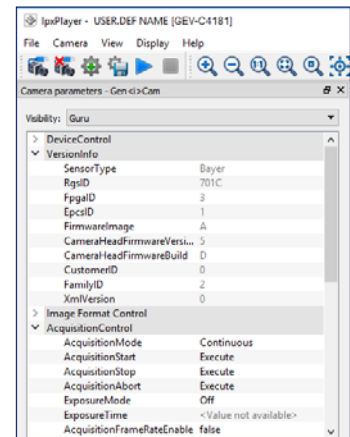 IpxPlayer - USER.DEF NAME [GEV-C4181]
File Camera View Display Help
Camera parameters - Gen<i>Cam
Visibility: Guru
DeviceControl
VersionInfo
SensorType Bayer
RgsID 701C
FpgaID 3
EpcsID 1
FirmwareImage A
CameraHeadFirmwareVersi... 5
CameraHeadFirmwareBuild D
CustomerID 0
FamilyID 2
XmlVersion 0
Image Format Control
AcquisitionControl
AcquisitionMode Continuous
AcquisitionStart Execute
AcquisitionStop Execute
AcquisitionAbort Execute
ExposureMode Off
ExposureTime <Value not available>
AcquisitionFrameRateEnable false